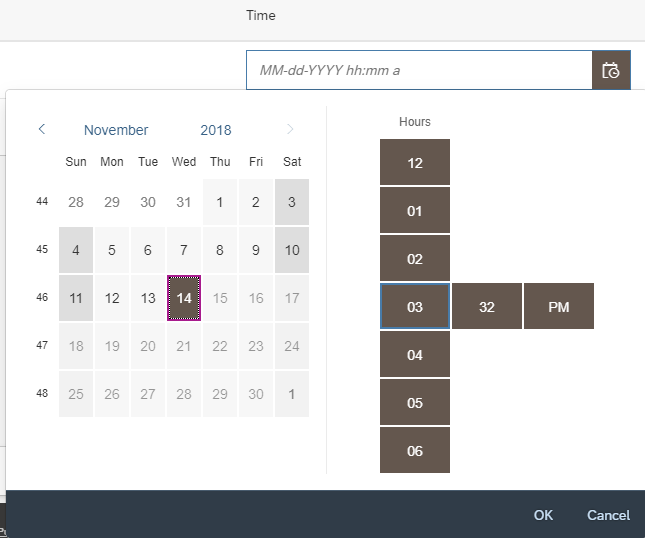 Time
MM-dd-YYYY hh:mm a
November 2018
Sun Mon Tue Wed Thu Fri Sat
44 28 29 30 31 1 2 3
45 4 5 6 7 8 9 10
46 11 12 13 14 15 16 17
47 18 19 20 21 22 23 24
48 25 26 27 28 29 30 1
Hours
12
01
02
03 32 PM
04
05
06
OK Cancel